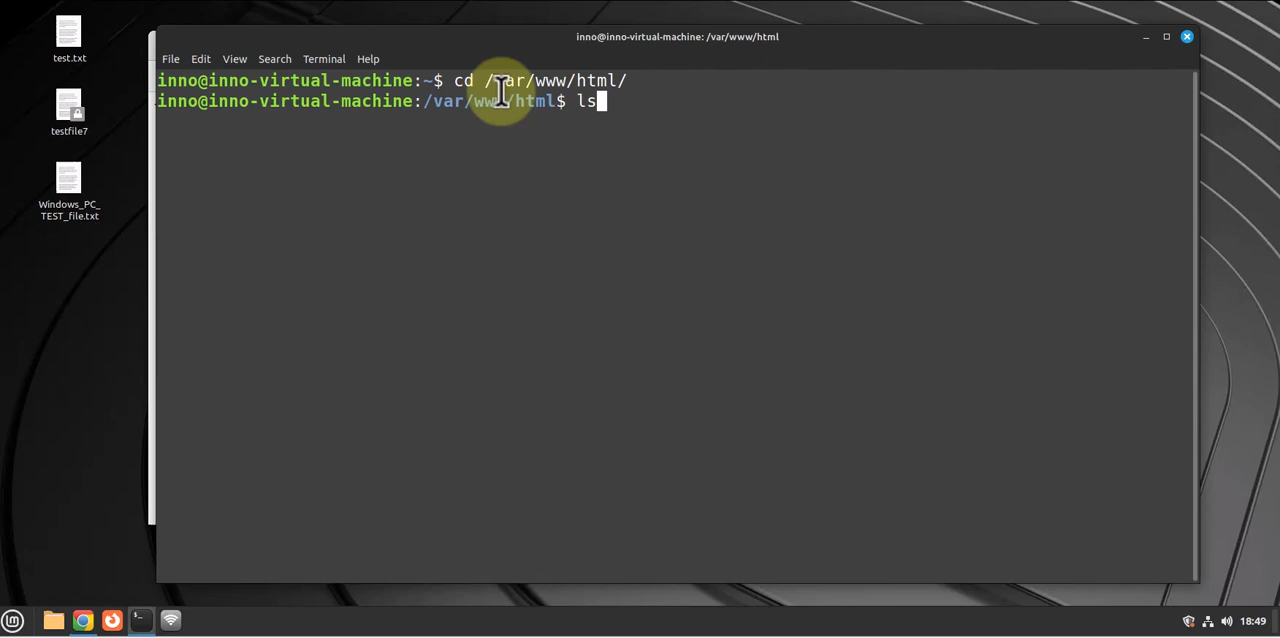 test.txt
testfile7
Windows_PC_
TEST_file.txt
inno@inno-virtual-machine: /var/www/html
File Edit View Search Terminal Help
inno@inno-virtual-machine:~$ cd /var/www/html/
inno@inno-virtual-machine:/var/www/html$ ls
18:49